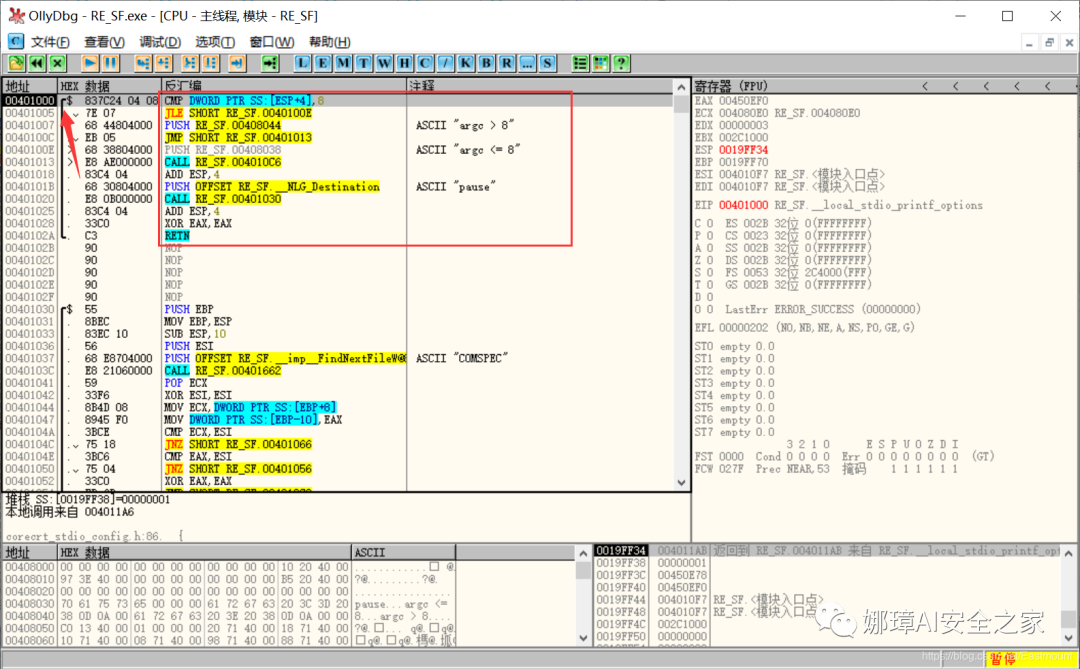 OllyDbg - RE_SF.exe - [CPU - 主线程, 模块 - RE_SF]
C 文件(F) 查看(V) 调试(D) 选项(T) 窗口(W) 帮助(H)
L E M T W H C / K B R ... S ?
地址 HEX 数据 反汇编 注释
00401000 $ 837C24 04 08 CMP DWORD PTR SS:[ESP+4],8
00401005 . 7E 07 JLE SHORT RE_SF.0040100E
00401007 . 68 44804000 PUSH RE_SF.00408044 ASCII "argc > 8"
0040100C . EB 05 JMP SHORT RE_SF.00401013
0040100E > 68 38804000 PUSH RE_SF.00408038 ASCII "argc <= 8"
00401013 > E8 AE000000 CALL RE_SF.004010C6
00401018 . 83C4 04 ADD ESP,4
0040101B . 68 30804000 PUSH OFFSET RE_SF.__NLG_Destination ASCII "pause"
00401020 . E8 0B000000 CALL RE_SF.00401030
00401025 . 83C4 04 ADD ESP,4
00401028 . 33C0 XOR EAX,EAX
0040102A . C3 RETN
0040102B 90 NOP
0040102C 90 NOP
0040102D 90 NOP
0040102E 90 NOP
0040102F 90 NOP
00401030 $ 55 PUSH EBP
00401031 . 8BEC MOV EBP,ESP
00401033 . 83EC 10 SUB ESP,10
00401036 . 56 PUSH ESI
00401037 . 68 E8704000 PUSH OFFSET RE_SF.__imp__FindNextFileW@ ASCII "COMSPEC"
0040103C . E8 21060000 CALL RE_SF.00401662
00401041 . 59 POP ECX
00401042 . 33F6 XOR ESI,ESI
00401044 . 8B4D 08 MOV ECX,DWORD PTR SS:[EBP+8]
00401047 . 8945 F0 MOV DWORD PTR SS:[EBP-10],EAX
0040104A . 3BCE CMP ECX,ESI
0040104C . 75 18 JNZ SHORT RE_SF.00401066
0040104E . 3BC6 CMP EAX,ESI
00401050 . 75 04 JNZ SHORT RE_SF.00401056
00401052 . 33C0 XOR EAX,EAX
堆栈 SS:[0019FF38]=00000001
本地调用来自 004011A6
corecrt_stdio_config.h:86. {
寄存器 (FPU) < < < < <
EAX 00450EF0
ECX 004080E0 RE_SF.004080E0
EDX 00000003
EBX 002C1000
ESP 0019FF34
EBP 0019FF70
ESI 004010F7 RE_SF.<模块入口点>
EDI 004010F7 RE_SF.<模块入口点>
EIP 00401000 RE_SF.__local_stdio_printf_options
C 0 ES 002B 32位 0(FFFFFFFF)
P 0 CS 0023 32位 0(FFFFFFFF)
A 0 SS 002B 32位 0(FFFFFFFF)
Z 0 DS 002B 32位 0(FFFFFFFF)
S 0 FS 0053 32位 2C4000(FFF)
T 0 GS 002B 32位 0(FFFFFFFF)
D 0
O 0 LastErr ERROR_SUCCESS (00000000)
EFL 00000202 (NO,NB,NE,A,NS,PO,GE,G)
ST0 empty 0.0
ST1 empty 0.0
ST2 empty 0.0
ST3 empty 0.0
ST4 empty 0.0
ST5 empty 0.0
ST6 empty 0.0
ST7 empty 0.0
3 2 1 0 E S P U O Z D I
FST 0000 Cond 0 0 0 0 Err 0 0 0 0 0 0 0 0 (GT)
FCW 027F Prec NEAR,53 掩码 1 1 1 1 1 1
地址 HEX 数据 ASCII
00408000 00 00 00 00 00 00 00 00 00 00 00 00 10 20 40 00
00408010 97 3E 40 00 00 00 00 00 00 00 00 00 B5 20 40 00
00408020 00 00 00 00 00 00 00 00 00 00 00 00 00 00 00 00
00408030 70 61 75 73 65 00 00 00 61 72 67 63 20 3C 3D 20 pause...argc <=
00408040 38 0D 0A 00 61 72 67 63 20 3E 20 38 0D 0A 00 00 8...argc > 8....
00408050 C0 13 40 00 01 00 00 00 20 71 40 00 18 71 40 00
00408060 10 71 40 00 08 71 40 00 98 71 40 00 88 71 40 00
0019FF34 004011AB 返回到 RE_SF.004011AB 来自 RE_SF.__local_stdio_printf_opt
0019FF38 00000001
0019FF3C 00450E78
0019FF40 00450EF0
0019FF44 004010F7 RE_SF.<模块入口点>
0019FF48 004010F7 RE_SF.<模块入口点>
0019FF4C 002C1000
0019FF50 00000000
娜璋AI安全之家
暂停